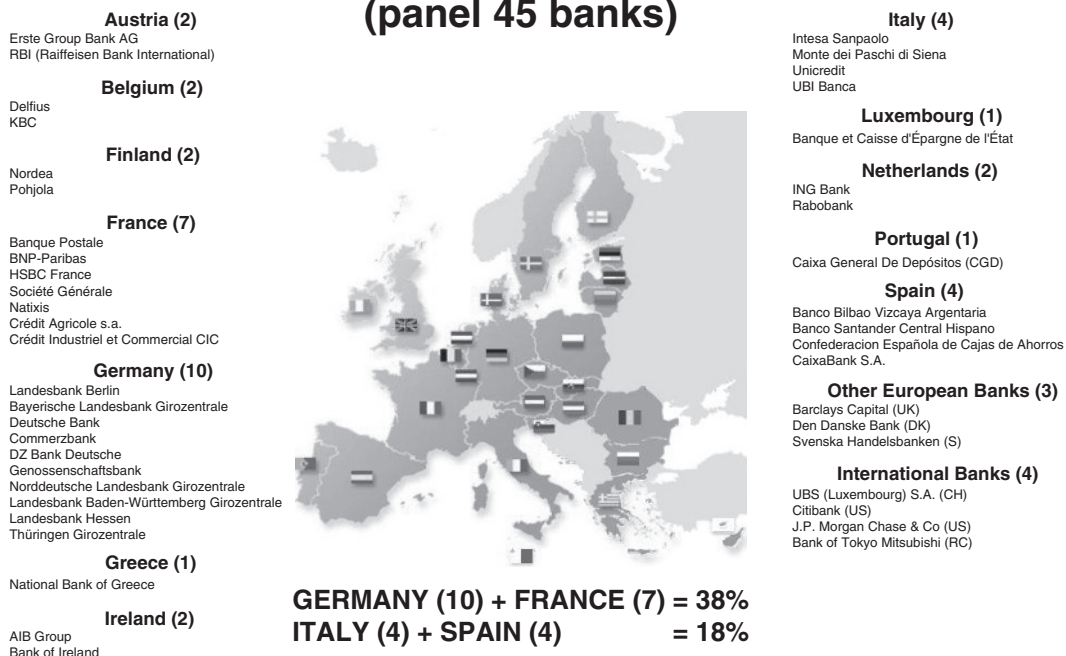 (panel 45 banks)
Austria (2)
Erste Group Bank AG
RBI (Raiffeisen Bank International)
Belgium (2)
Delfius
KBC
Finland (2)
Nordea
Pohjola
France (7)
Banque Postale
BNP-Paribas
HSBC France
Société Générale
Natixis
Crédit Agricole s.a.
Crédit Industriel et Commercial CIC
Germany (10)
Landesbank Berlin
Bayerische Landesbank Girozentrale
Deutsche Bank
Commerzbank
DZ Bank Deutsche
Genossenschaftsbank
Norddeutsche Landesbank Girozentrale
Landesbank Baden-Württemberg Girozentrale
Landesbank Hessen
Thüringen Girozentrale
Greece (1)
National Bank of Greece
Ireland (2)
AIB Group
Bank of Ireland
GERMANY (10) + FRANCE (7) = 38%
ITALY (4) + SPAIN (4) = 18%
Italy (4)
Intesa Sanpaolo
Monte dei Paschi di Siena
Unicredit
UBI Banca
Luxembourg (1)
Banque et Caisse d'Épargne de l'État
Netherlands (2)
ING Bank
Rabobank
Portugal (1)
Caixa General De Depósitos (CGD)
Spain (4)
Banco Bilbao Vizcaya Argentaria
Banco Santander Central Hispano
Confederacion Española de Cajas de Ahorros
CaixaBank S.A.
Other European Banks (3)
Barclays Capital (UK)
Den Danske Bank (DK)
Svenska Handelsbanken (S)
International Banks (4)
UBS (Luxembourg) S.A. (CH)
Citibank (US)
J.P. Morgan Chase & Co (US)
Bank of Tokyo Mitsubishi (RC)